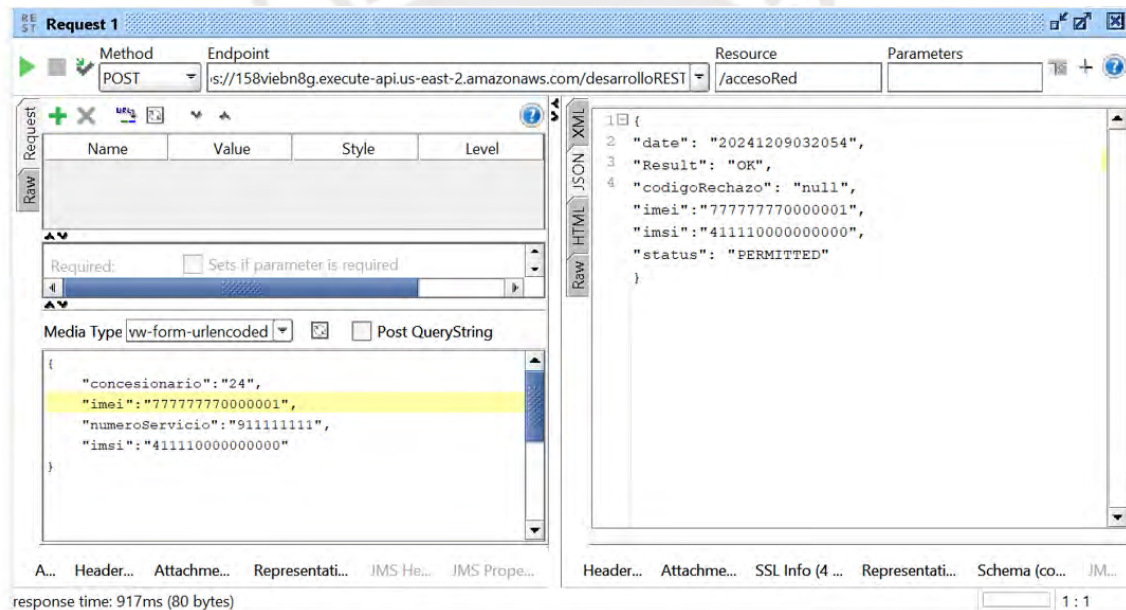 RE
ST
Request 1
Method Endpoint Resource Parameters
POST s://158viebn8g.execute-api.us-east-2.amazonaws.com/desarrolloREST /accesoRed
Request
Raw
Name Value Style Level
Required: Sets if parameter is required
Media Type vw-form-urlencoded Post QueryString
{
"concesionario":"24",
"imei":"777777770000001",
"numeroServicio":"911111111",
"imsi":"411110000000000"
}
A... Header... Attachme... Representati... JMS He... JMS Prope...
XML
JSON
HTML
Raw
1 {
2 "date": "20241209032054",
3 "Result": "OK",
4 "codigoRechazo": "null",
"imei":"777777770000001",
"imsi":"411110000000000",
"status": "PERMITTED"
}
Header... Attachme... SSL Info (4 ... Representati... Schema (co... JM...
response time: 917ms (80 bytes)
1 : 1